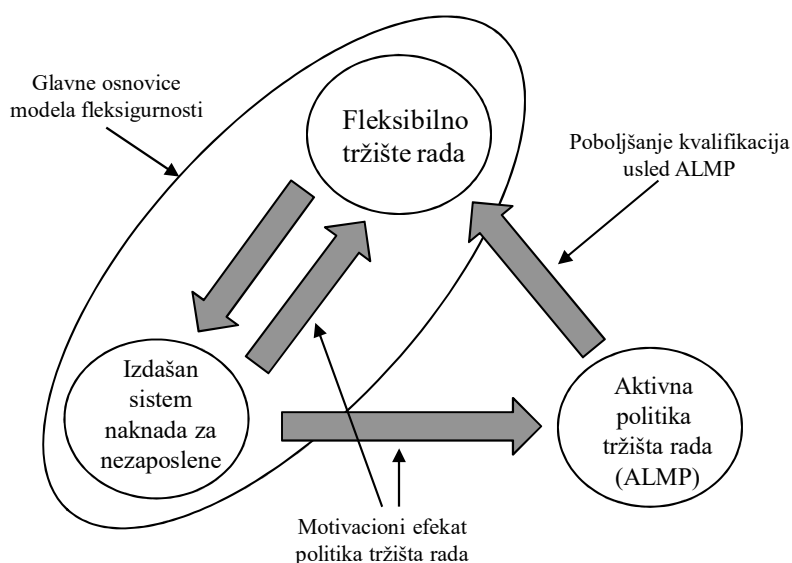 Glavne osnovice
modela fleksigurnosti
Fleksibilno
tržište rada
Poboljšanje kvalifikacija
usled ALMP
Izdašan
sistem
naknada za
nezaposlene
Aktivna
politika
tržišta rada
(ALMP)
Motivacioni efekat
politika tržišta rada